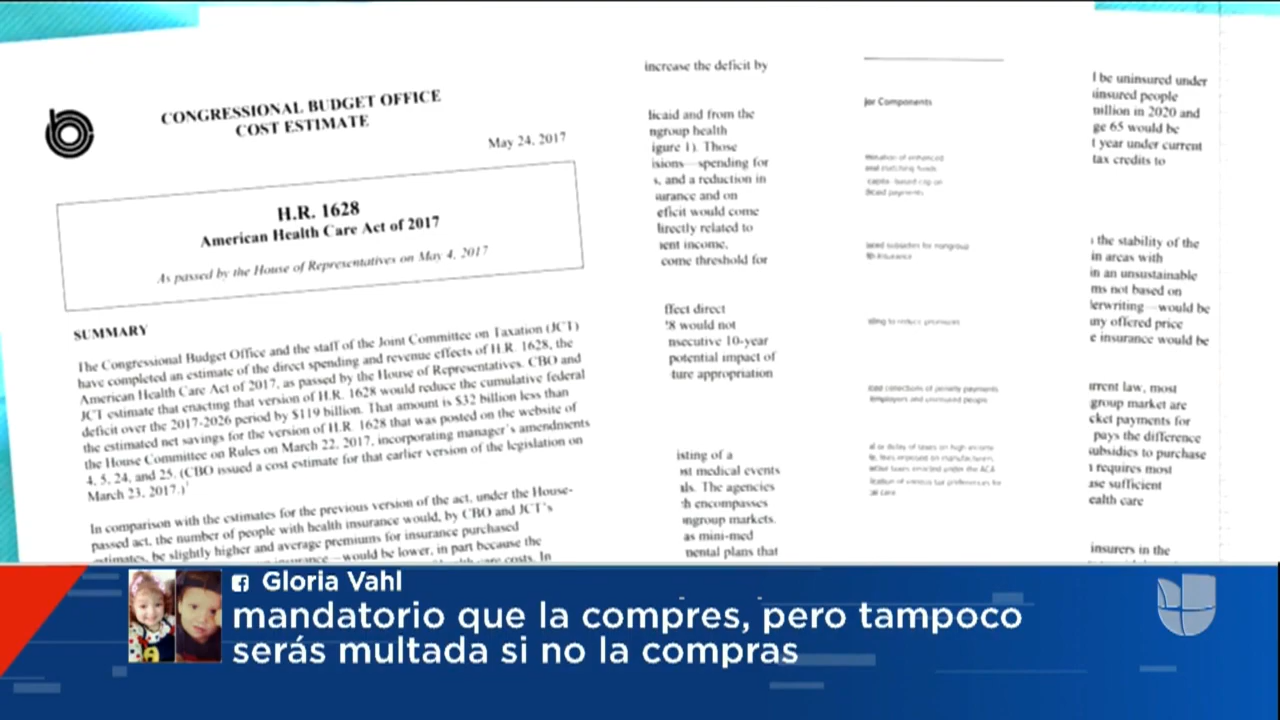 CONGRESSIONAL BUDGET OFFICE
COST ESTIMATE
May 24, 2017
H.R. 1628
American Health Care Act of 2017
As passed by the House of Representatives on May 4, 2017
SUMMARY
The Congressional Budget Office and the staff of the Joint Committee on Taxation (JCT)
have completed an estimate of the direct spending and revenue effects of H.R. 1628, the
American Health Care Act of 2017, as passed by the House of Representatives. CBO and
JCT estimate that enacting that version of H.R. 1628 would reduce the cumulative federal
deficit over the 2017-2026 period by $119 billion. That amount is $32 billion less than
the estimated net savings for the version of H.R. 1628 that was posted on the website of
the House Committee on Rules on March 22, 2017, incorporating manager's amendments
4, 5, 24, and 25. (CBO issued a cost estimate for that earlier version of the legislation on
March 23, 2017.)¹
In comparison with the estimates for the previous version of the act, under the House-
passed act, the number of people with health insurance would, by CBO and JCT's
estimates, be slightly higher and average premiums for insurance purchased
would be lower, in part because the
costs. In
increase the deficit by
licaid and from the
ngroup health
igure 1). Those
isions spending for
s, and a reduction in
urance and on
eficit would come
lirectly related to
ient income,
come threshold for
ffect direct
'8 would not
nsecutive 10-year
potential impact of
ture appropriation
isting of a
ost medical events
als. The agencies
h encompasses
ngroup markets.
as mini-med
nental plans that
jor Components
l be uninsured under
insured people
million in 2020 and
ge 65 would be
l year under current
tax credits to
the stability of the
in areas with
in an unsustainable
ms not based on
lerwriting would be
any offered price
e insurance would be
urrent law, most
group market are
cket payments for
pays the difference
subsidies to purchase
requires most
ase sufficient
ealth care
insurers in the
Gloria Vahl
mandatorio que la compres, pero tampoco
serás multada si no la compras